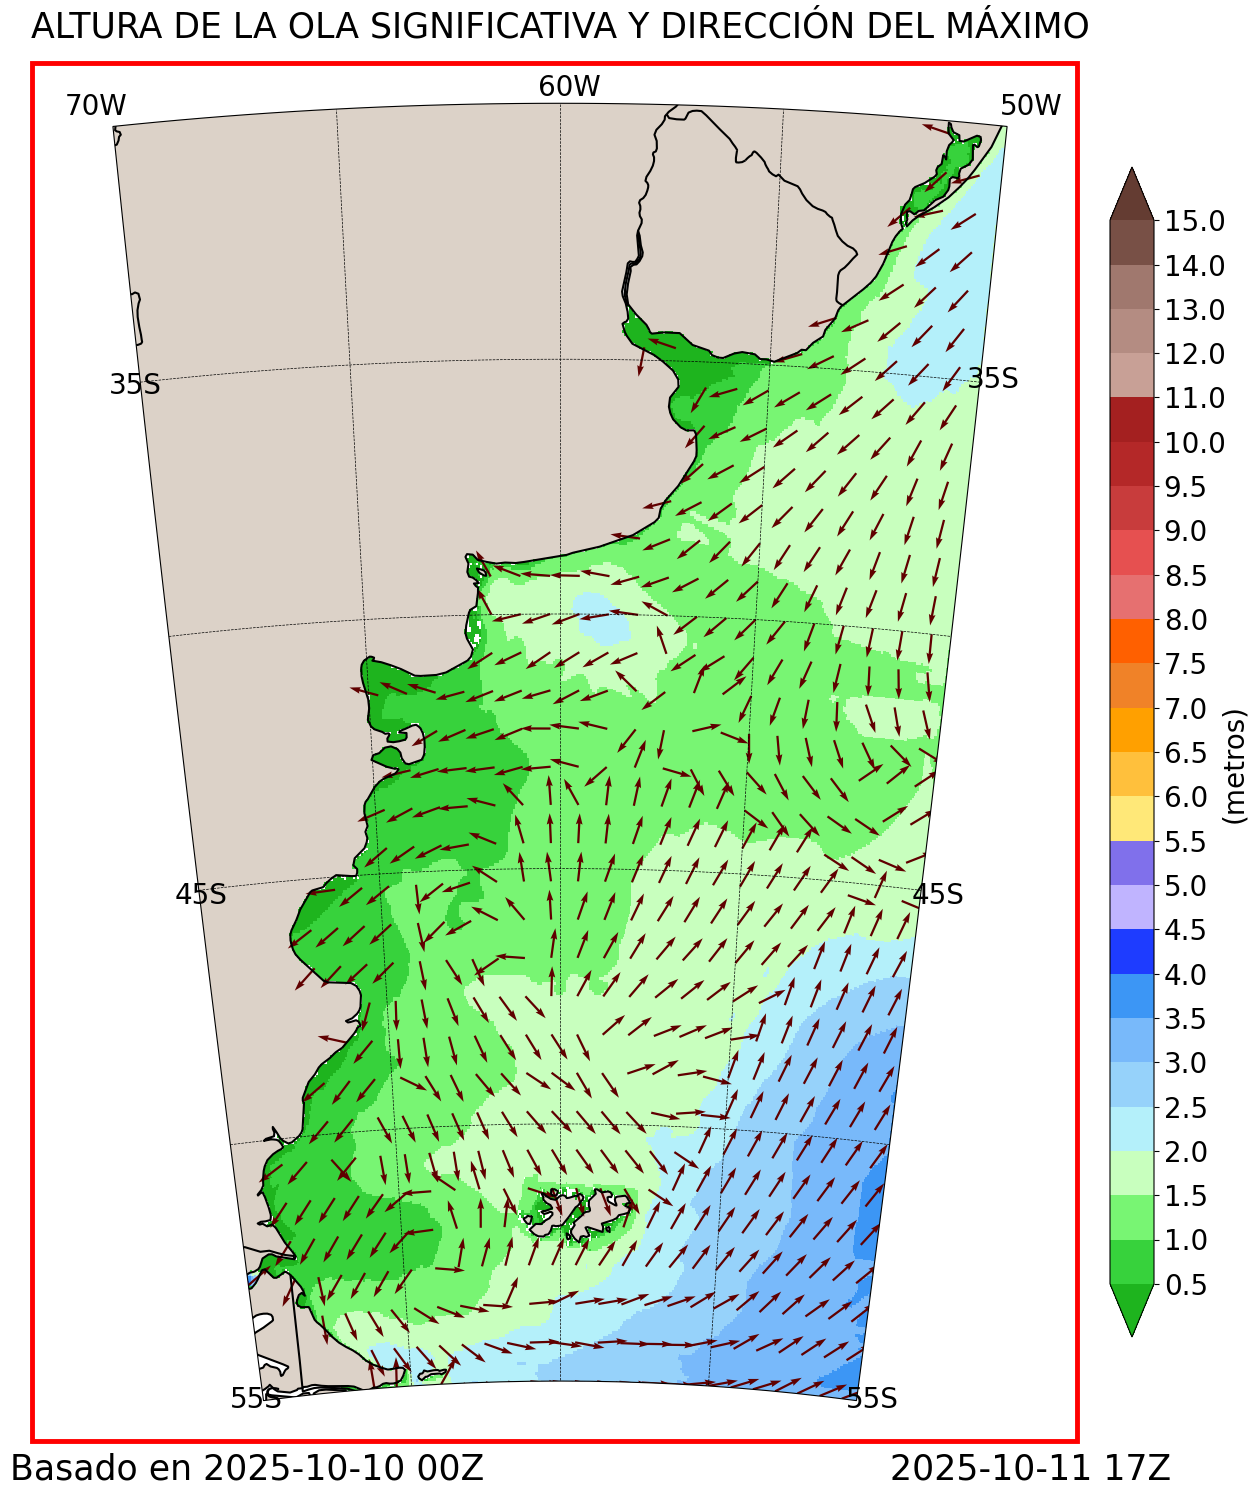 ALTURA DE LA OLA SIGNIFICATIVA Y DIRECCIÓN DEL MÁXIMO
70W
60W
50W
35S
35S
45S
45S
55S
55S
15.0
14.0
13.0
12.0
11.0
10.0
9.5
9.0
8.5
8.0
7.5
7.0
6.5
6.0
5.5
5.0
4.5
4.0
3.5
3.0
2.5
2.0
1.5
1.0
0.5
(metros)
Basado en 2025-10-10 00Z
2025-10-11 17Z